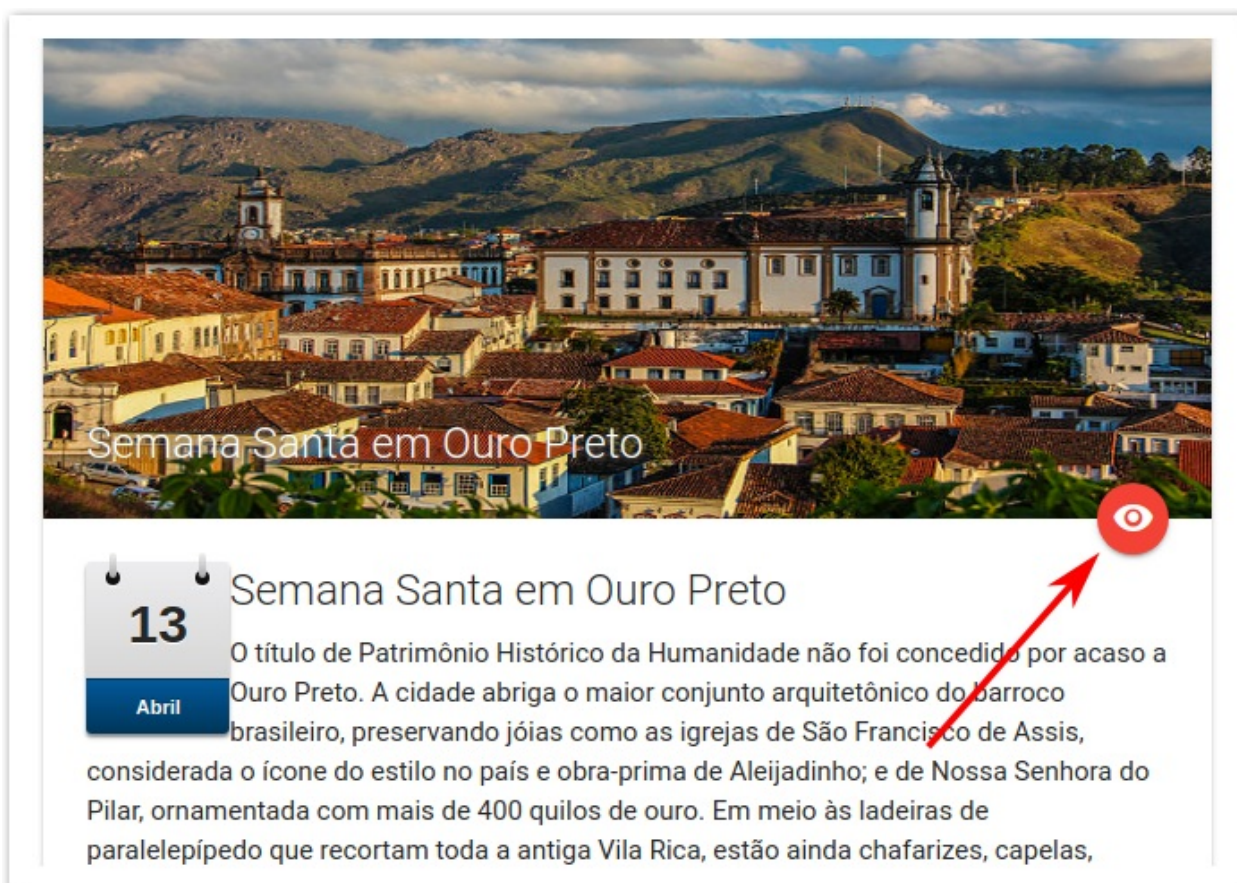 Semana Santa em Ouro Preto
13
Abril
Semana Santa em Ouro Preto
O título de Patrimônio Histórico da Humanidade não foi concedido por acaso a
Ouro Preto. A cidade abriga o maior conjunto arquitetônico do barroco
brasileiro, preservando jóias como as igrejas de São Francisco de Assis,
considerada o ícone do estilo no país e obra-prima de Aleijadinho; e de Nossa Senhora do
Pilar, ornamentada com mais de 400 quilos de ouro. Em meio às ladeiras de
paralelepípedo que recortam toda a antiga Vila Rica, estão ainda chafarizes, capelas,